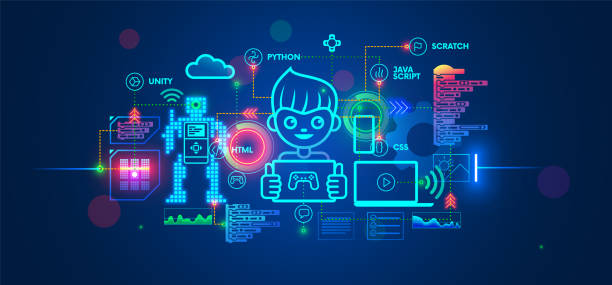 PYTHON
SCRATCH
UNITY
JAVA
SCRIPT
HTML
CSS